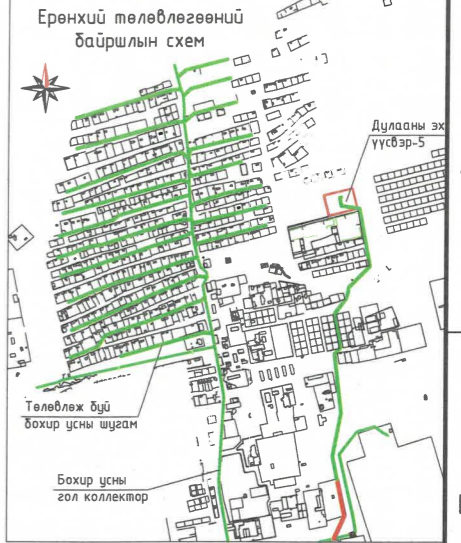 Ерөнхий төлөвлөгөөний
байршлын схем
Дулааны эх
үүсвэр-5
Төлөвлөж буй
бохир усны шугам
Бохир усны
гол коллектор